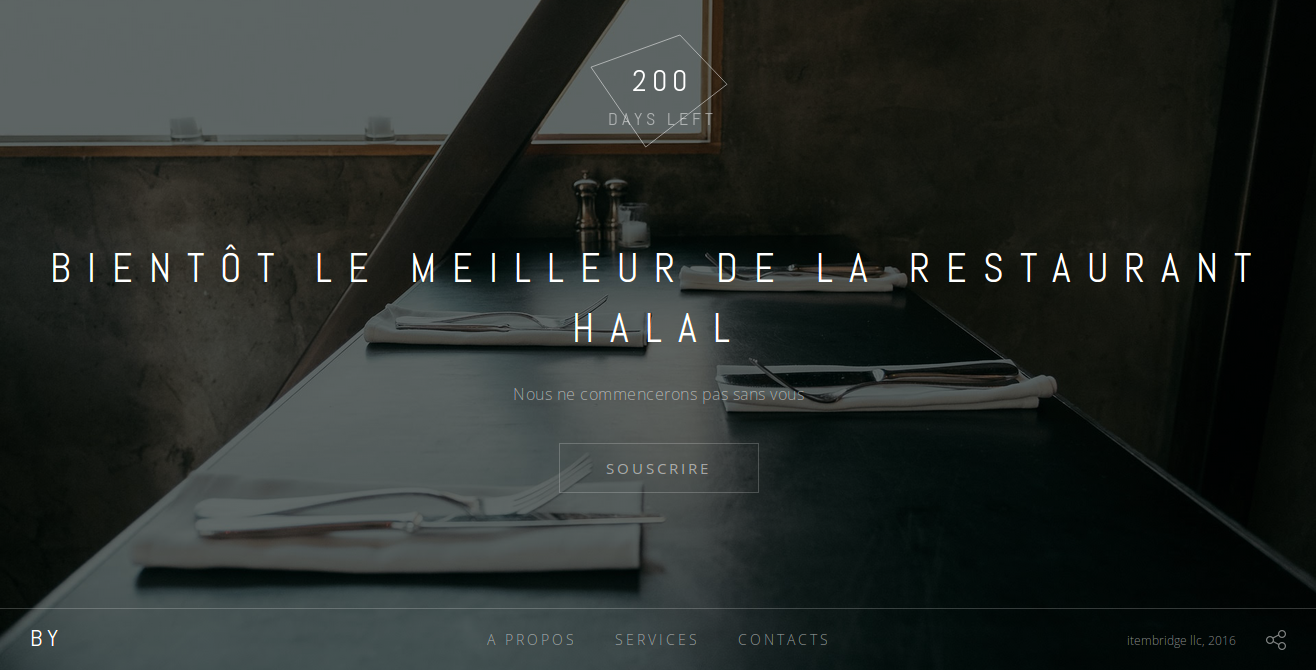 200
DAYS LEFT
BIENTÔT LE MEILLEUR DE LA RESTAURANT
HALAL
Nous ne commencerons pas sans vous
SOUSCRIRE
BY
A PROPOS SERVICES CONTACTS
itembridge llc, 2016